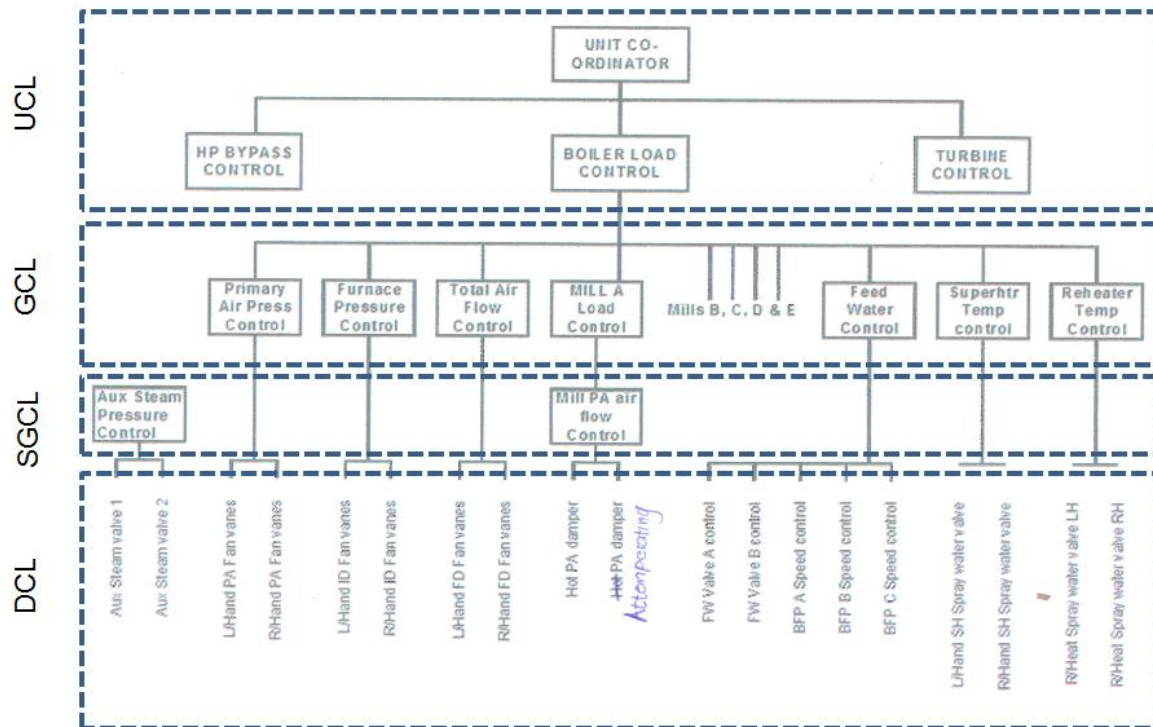 UCL
UNIT CO-
ORDINATOR
HP BYPASS
CONTROL
BOILER LOAD
CONTROL
TURBINE
CONTROL
GCL
Primary
Air Press
Control
Furnace
Pressure
Control
Total Air
Flow
Control
MILL A
Load
Control
Mills B, C, D & E
Feed
Water
Control
Superhtr
Temp
control
Reheater
Temp
Control
SGCL
Aux Steam
Pressure
Control
Mill PA air
flow
Control
DCL
Aux Steam valve 1
Aux Steam valve 2
L/Hand PA Fan vanes
R/Hand PA Fan vanes
L/Hand ID Fan vanes
R/Hand ID Fan vanes
L/Hand FD Fan vanes
R/Hand FD Fan vanes
Hot PA damper
Hot PA damper
Attemperating
FW Valve A control
FW Valve B control
BFP A Speed control
BFP B Speed control
BFP C Speed control
L/Hand SH Spray water valve
R/Hand SH Spray water valve
R/Heat Spray water valve LH
R/Heat Spray water valve RH